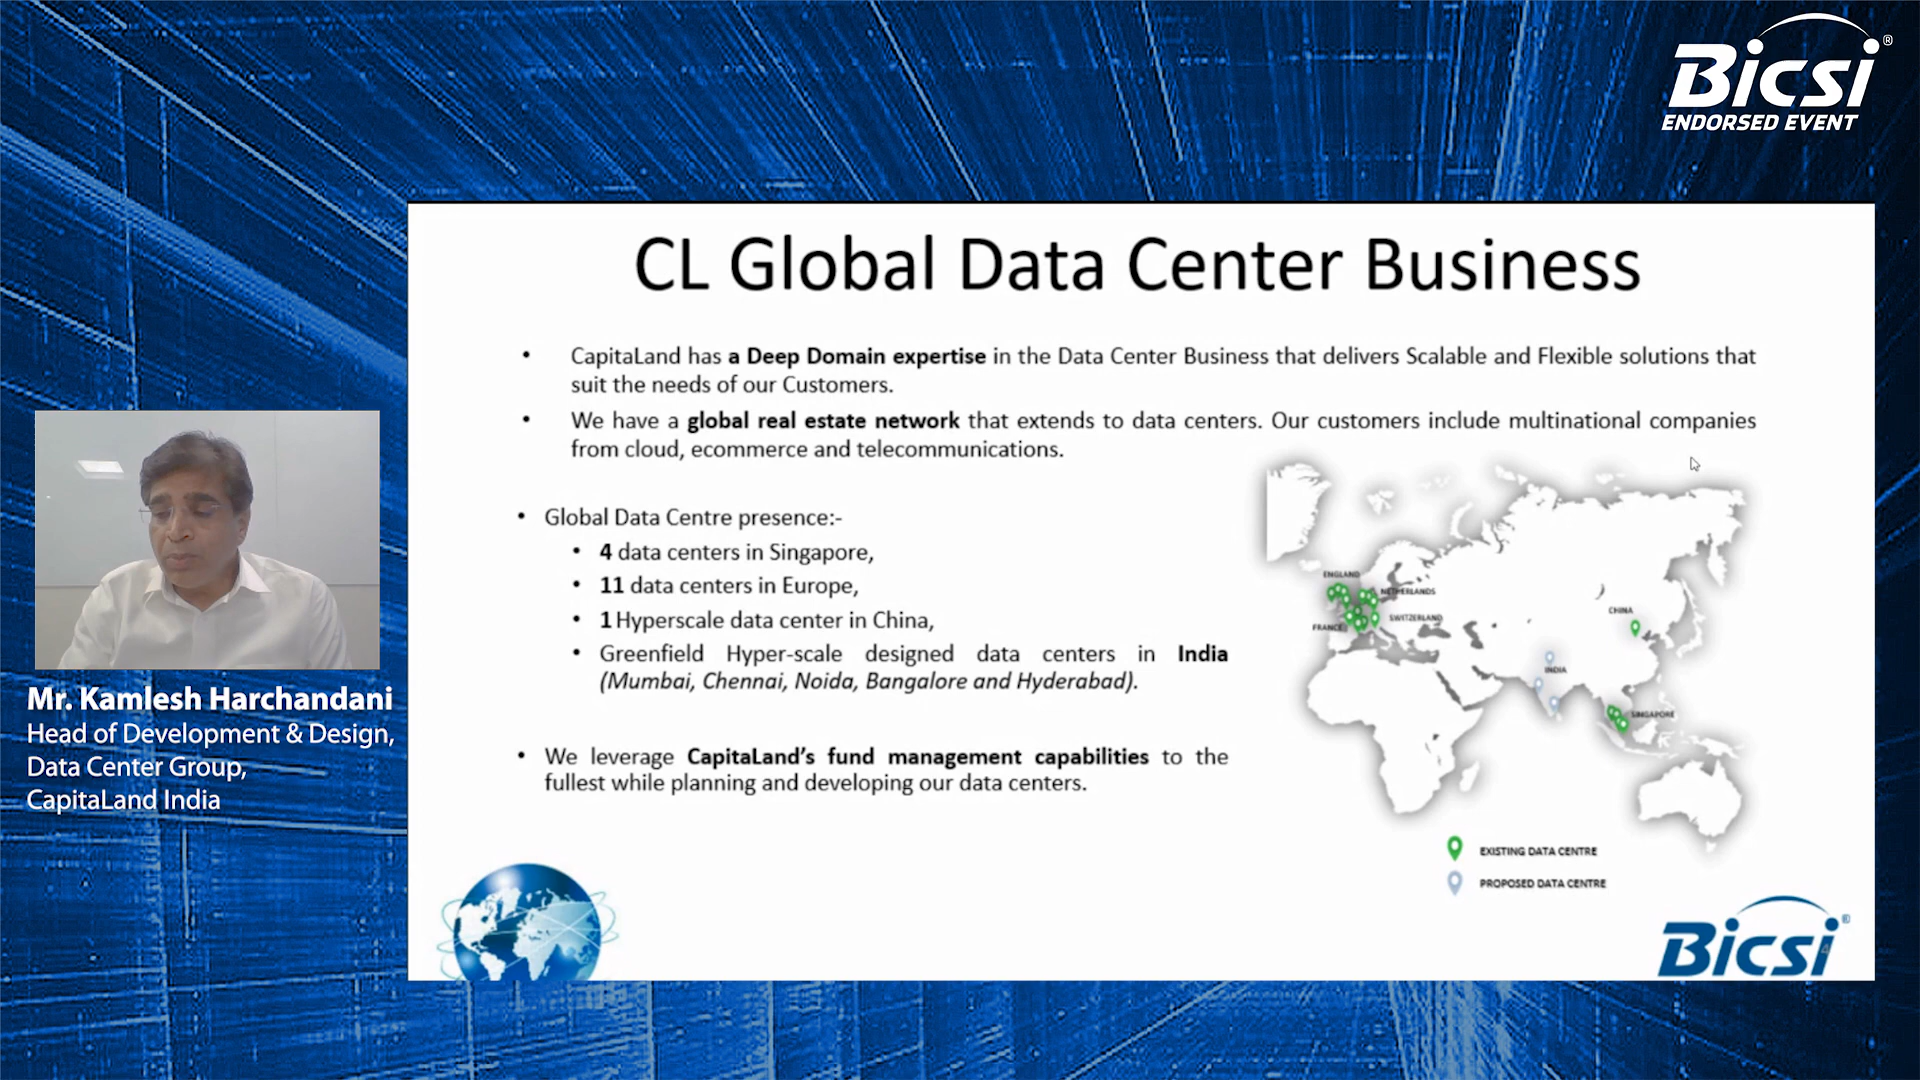 Bicsi®
ENDORSED EVENT
CL Global Data Center Business
• CapitaLand has a Deep Domain expertise in the Data Center Business that delivers Scalable and Flexible solutions that
suit the needs of our Customers.
• We have a global real estate network that extends to data centers. Our customers include multinational companies
from cloud, ecommerce and telecommunications.
• Global Data Centre presence:-
• 4 data centers in Singapore,
• 11 data centers in Europe,
• 1 Hyperscale data center in China,
• Greenfield Hyper-scale designed data centers in India
(Mumbai, Chennai, Noida, Bangalore and Hyderabad).
• We leverage CapitaLand’s fund management capabilities to the
fullest while planning and developing our data centers.
ENGLAND
NETHERLANDS
SWITZERLAND
FRANCE
CHINA
INDIA
SINGAPORE
EXISTING DATA CENTRE
PROPOSED DATA CENTRE
Bicsi®
Mr. Kamlesh Harchandani
Head of Development & Design,
Data Center Group,
CapitaLand India